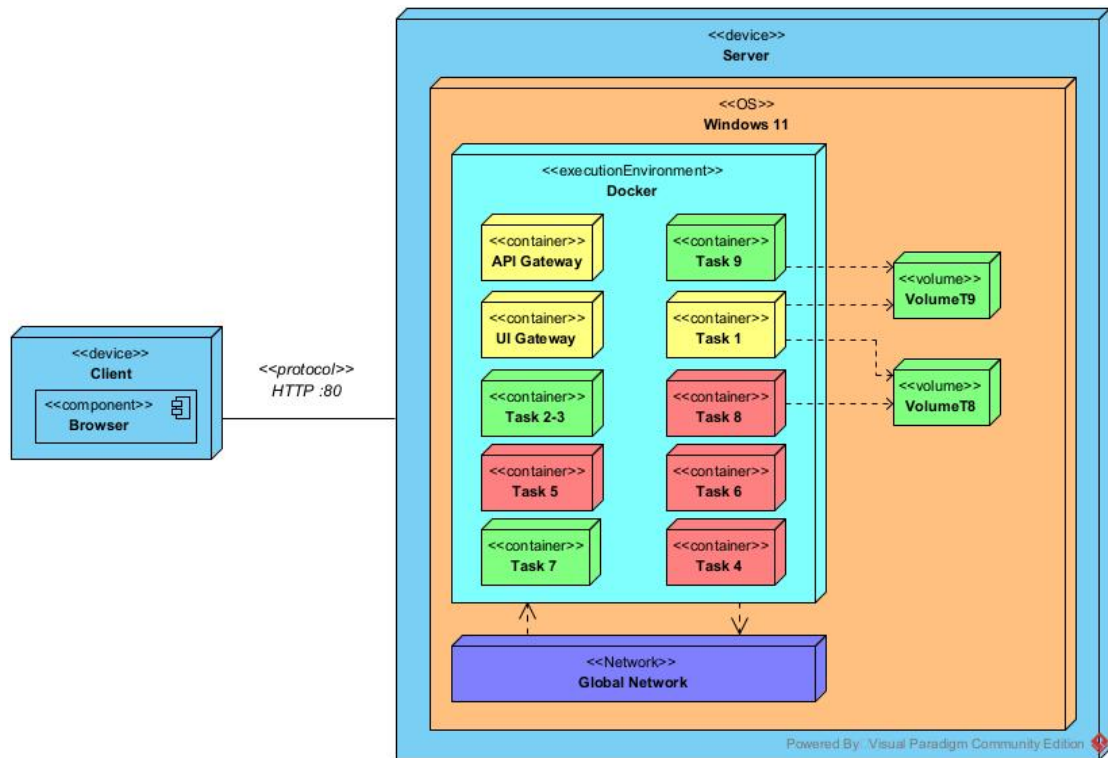 <<device>>
Server
<<OS>>
Windows 11
<<executionEnvironment>>
Docker
<<container>>
API Gateway
<<container>>
Task 9
<<volume>>
VolumeT9
<<container>>
UI Gateway
<<container>>
Task 1
<<device>>
Client
<<component>>
Browser
<<protocol>>
HTTP :80
<<container>>
Task 2-3
<<container>>
Task 8
<<volume>>
VolumeT8
<<container>>
Task 5
<<container>>
Task 6
<<container>>
Task 7
<<container>>
Task 4
<<Network>>
Global Network
Powered By: Visual Paradigm Community Edition